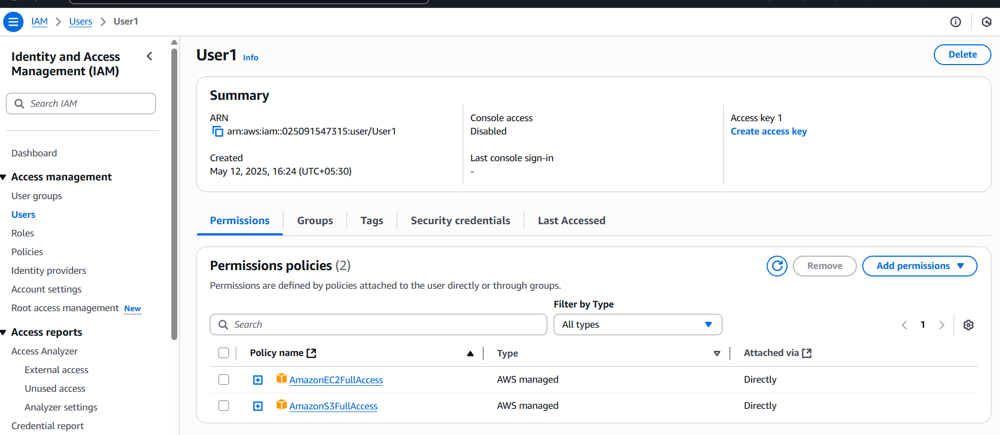 IAM > Users > User1
Identity and Access
Management (IAM)
Search IAM
Dashboard
Access management
User groups
Users
Roles
Policies
Identity providers
Account settings
Root access management New
Access reports
Access Analyzer
External access
Unused access
Analyzer settings
Credential report
User1 Info
Delete
Summary
ARN
arn:aws:iam::025091547315:user/User1
Created
May 12, 2025, 16:24 (UTC+05:30)
Console access
Disabled
Last console sign-in
-
Access key 1
Create access key
Permissions Groups Tags Security credentials Last Accessed
Permissions policies (2)
Remove Add permissions
Permissions are defined by policies attached to the user directly or through groups.
Filter by Type
Search All types 1
Policy name Type Attached via
AmazonEC2FullAccess AWS managed Directly
AmazonS3FullAccess AWS managed Directly